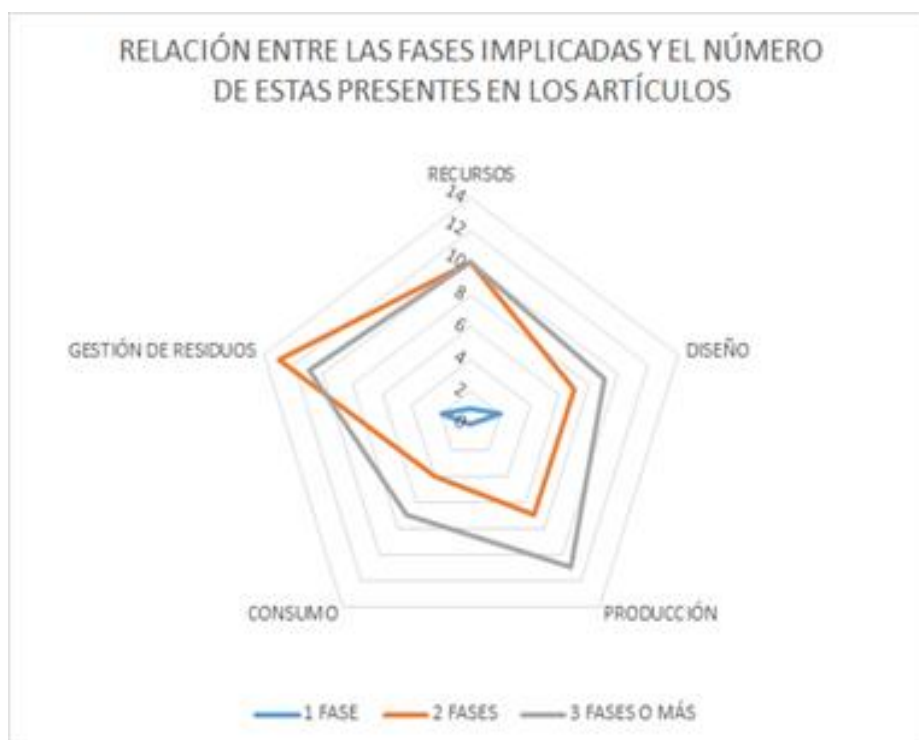 RELACIÓN ENTRE LAS FASES IMPLICADAS Y EL NÚMERO
DE ESTAS PRESENTES EN LOS ARTÍCULOS
RECURSOS
14
12
10
8
6
4
2
0
GESTIÓN DE RESIDUOS
DISEÑO
CONSUMO
PRODUCCIÓN
1 FASE
2 FASES
3 FASES O MÁS